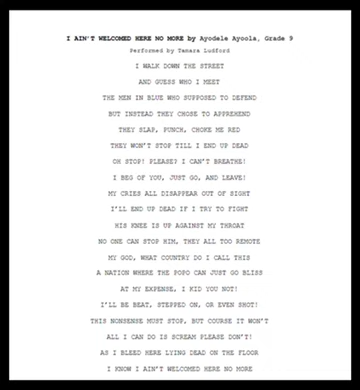 I AIN'T WELCOMED HERE NO MORE by Ayodele Ayoola, Grade 9
Performed by Tamara Ludford
I WALK DOWN THE STREET
AND GUESS WHO I MEET
THE MEN IN BLUE WHO SUPPOSED TO DEFEND
BUT INSTEAD THEY CHOSE TO APPREHEND
THEY SLAP, PUNCH, CHOKE ME RED
THEY WON'T STOP TILL I END UP DEAD
OH STOP! PLEASE? I CAN'T BREATHE!
I BEG OF YOU, JUST GO, AND LEAVE!
MY CRIES ALL DISAPPEAR OUT OF SIGHT
I'LL END UP DEAD IF I TRY TO FIGHT
HIS KNEE IS UP AGAINST MY THROAT
NO ONE CAN STOP HIM, THEY ALL TOO REMOTE
MY GOD, WHAT COUNTRY DO I CALL THIS
A NATION WHERE THE POPO CAN JUST GO BLISS
AT MY EXPENSE, I KID YOU NOT!
I'LL BE BEAT, STEPPED ON, OR EVEN SHOT!
THIS NONSENSE MUST STOP, BUT COURSE IT WON'T
ALL I CAN DO IS SCREAM PLEASE DON'T!
AS I BLEED HERE LYING DEAD ON THE FLOOR
I KNOW I AIN'T WELCOMED HERE NO MORE